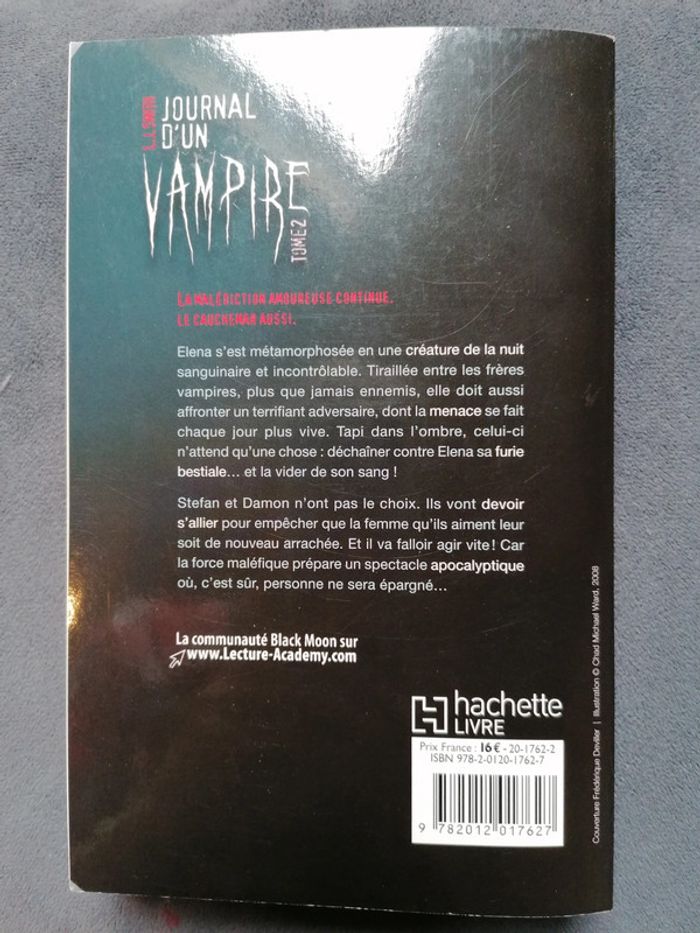 L.J. SMITH
JOURNAL
D'UN
VAMPIRE
TOME 2
LA MALÉDICTION AMOUREUSE CONTINUE.
LE CAUCHEMAR AUSSI.
Elena s'est métamorphosée en une créature de la nuit
sanguinaire et incontrôlable. Tiraillée entre les frères
vampires, plus que jamais ennemis, elle doit aussi
affronter un terrifiant adversaire, dont la menace se fait
chaque jour plus vive. Tapi dans l'ombre, celui-ci
n'attend qu'une chose : déchaîner contre Elena sa furie
bestiale... et la vider de son sang !
Stefan et Damon n'ont pas le choix. Ils vont devoir
s'allier pour empêcher que la femme qu'ils aiment leur
soit de nouveau arrachée. Et il va falloir agir vite ! Car
la force maléfique prépare un spectacle apocalyptique
où, c'est sûr, personne ne sera épargné...
La communauté Black Moon sur
www.Lecture-Academy.com
hachette
LIVRE
Prix France : 16 € - 20-1762-2
ISBN 978-2-0120-1762-7
9 782012 017627
Couverture Frédérique Deviller | Illustration © Chad Michael Ward, 2008